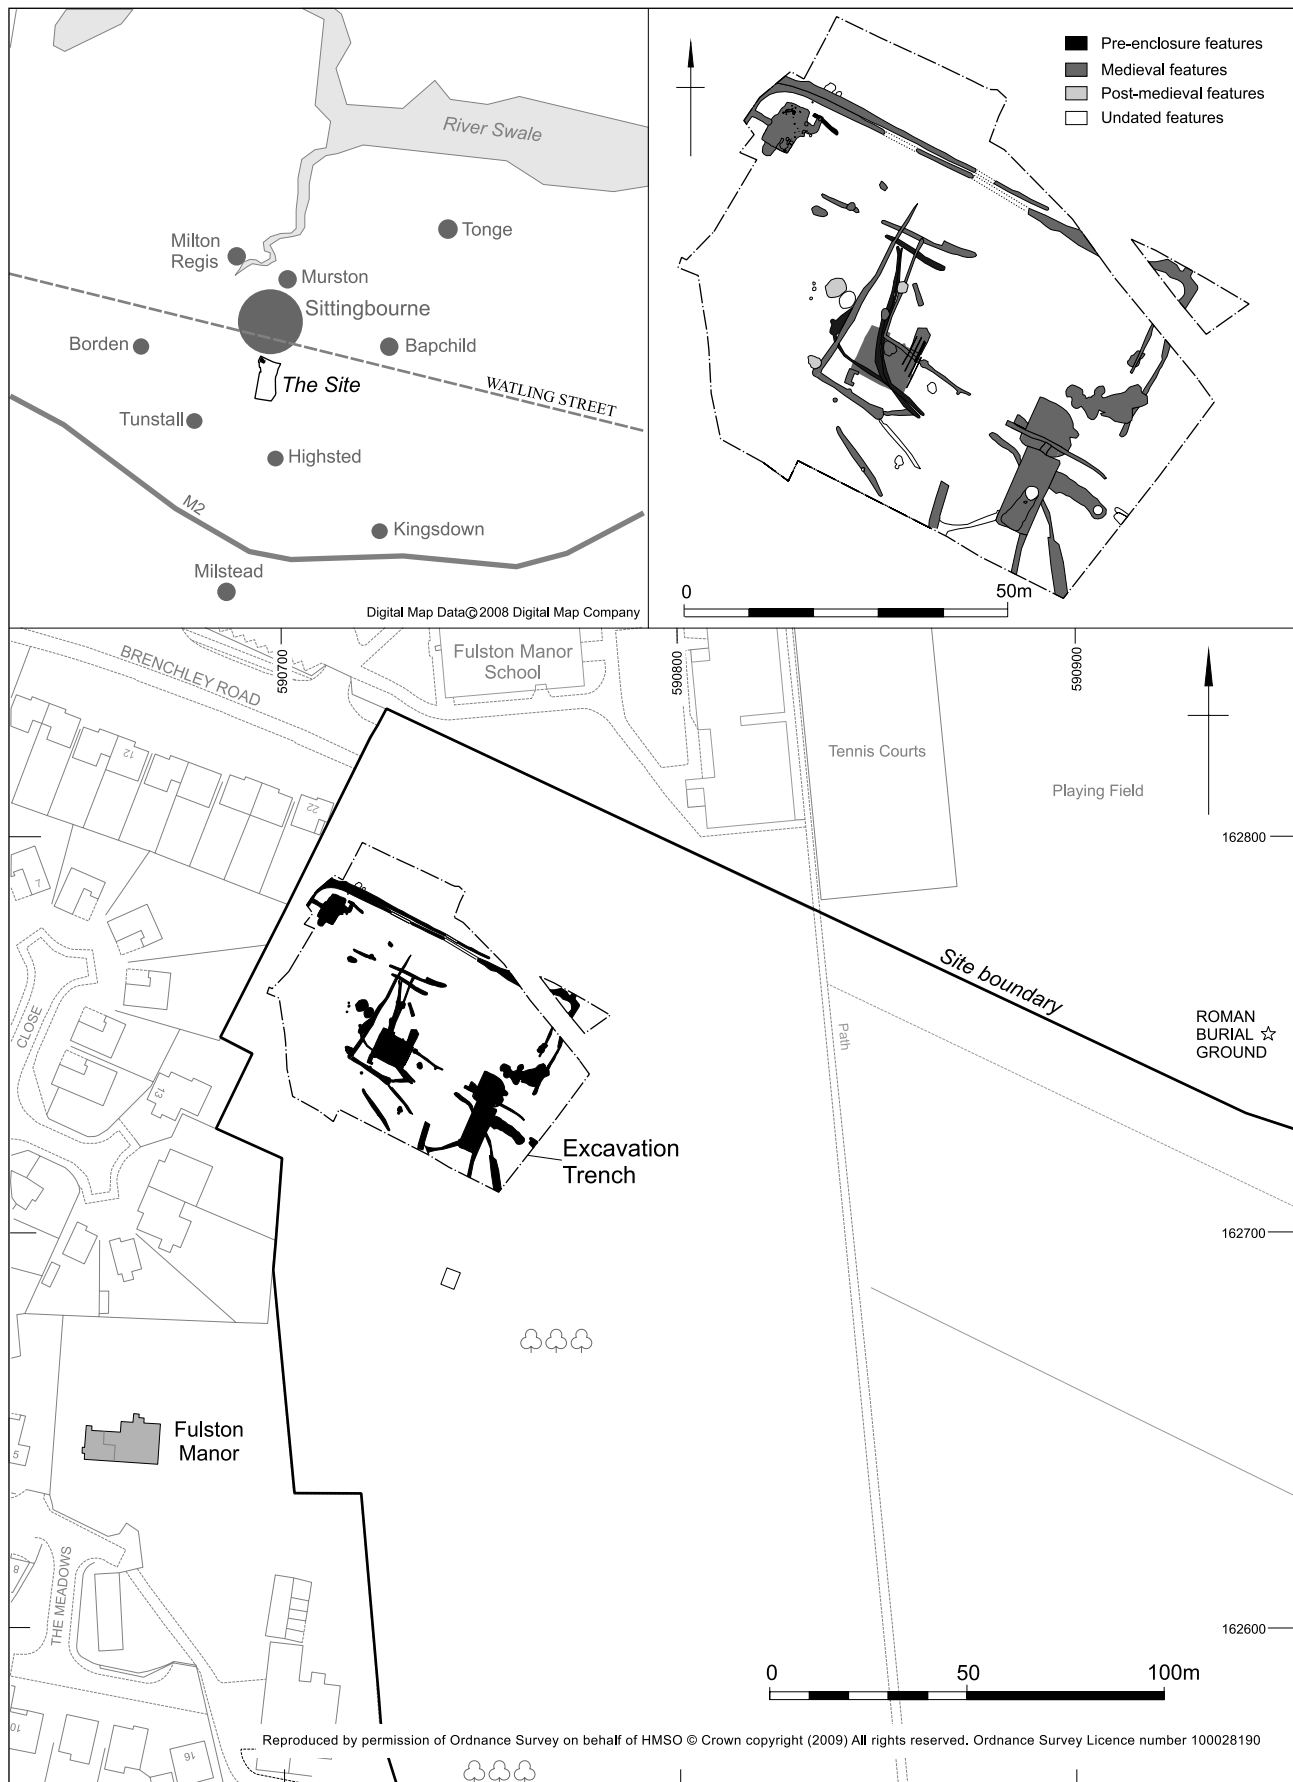 River Swale
Tonge
Milton
Regis
Murston
Sittingbourne
Borden
Bapchild
The Site
WATLING STREET
Tunstall
Highsted
M2
Kingsdown
Milstead
Digital Map Data©2008 Digital Map Company
Pre-enclosure features
Medieval features
Post-medieval features
Undated features
0 50m
BRENCHLEY ROAD
590700
Fulston Manor
School
590800
590900
12
22
Tennis Courts
Playing Field
162800
7
CLOSE
13
Site boundary
Path
ROMAN
BURIAL
GROUND
Excavation
Trench
162700
Fulston
Manor
5
8
THE MEADOWS
162600
0 50 100m
10
16
Reproduced by permission of Ordnance Survey on behalf of HMSO © Crown copyright (2009) All rights reserved. Ordnance Survey Licence number 100028190